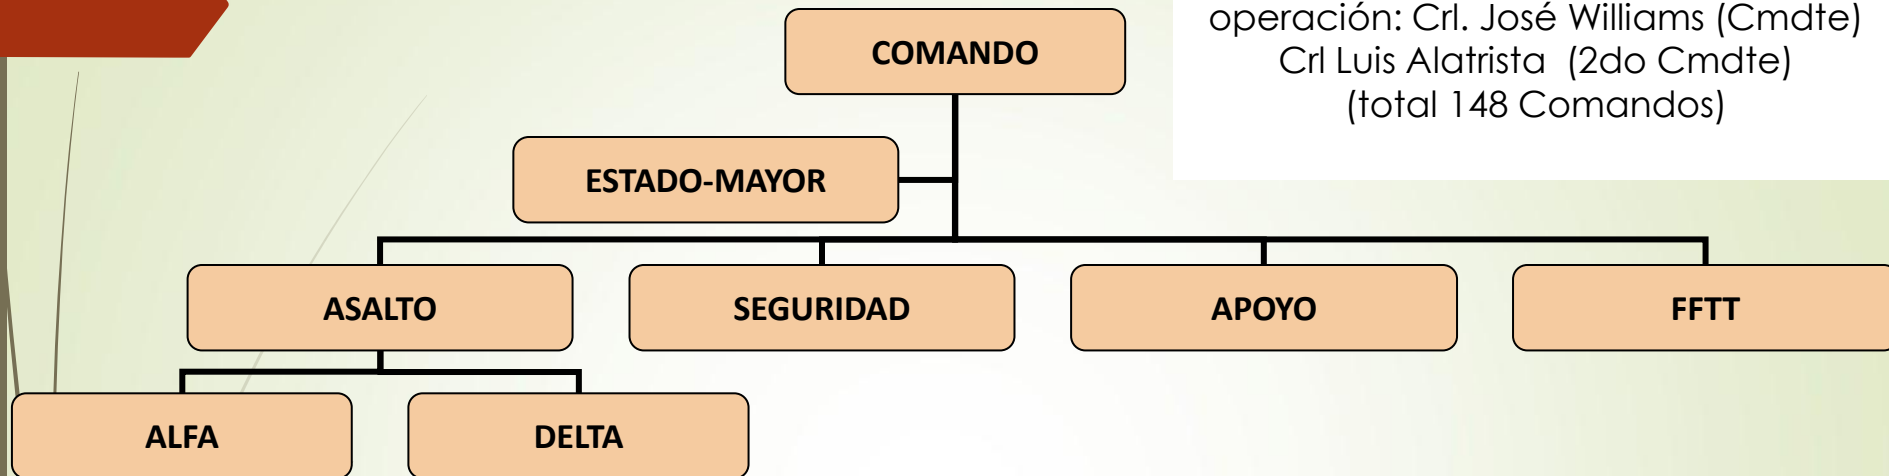 operación: Crl. José Williams (Cmdte)
Crl Luis Alatrista (2do Cmdte)
(total 148 Comandos)
COMANDO
ESTADO-MAYOR
ASALTO
SEGURIDAD
APOYO
FFTT
ALFA
DELTA